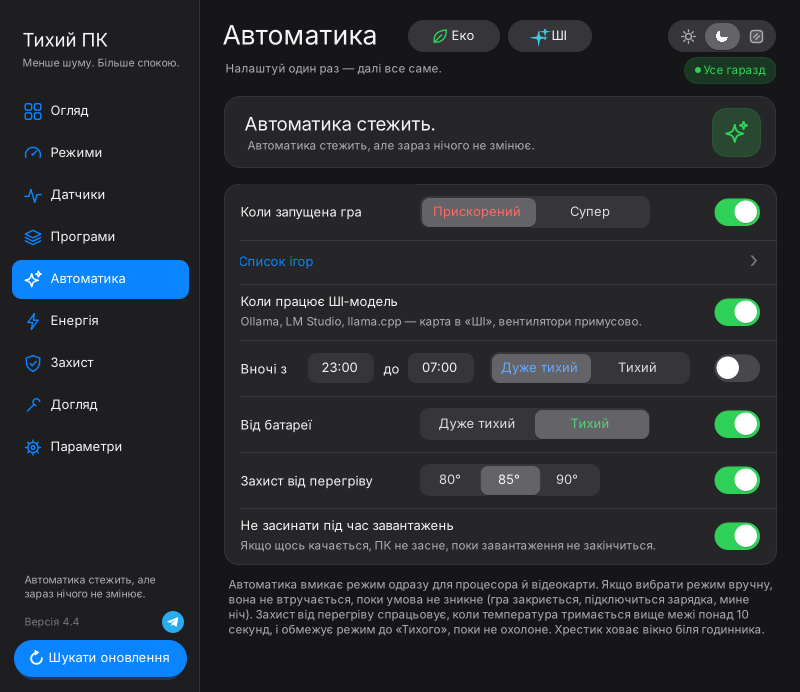 Тихий ПК
Менше шуму. Більше спокою.
Огляд
Режими
Датчики
Програми
Автоматика
Енергія
Захист
Догляд
Параметри
Автоматика стежить, але
зараз нічого не змінює.
Версія 4.4
Шукати оновлення
Автоматика
Еко
ШІ
Налаштуй один раз — далі все саме.
Усе гаразд
Автоматика стежить.
Автоматика стежить, але зараз нічого не змінює.
Коли запущена гра
Прискорений
Супер
Список ігор
Коли працює ШІ-модель
Ollama, LM Studio, llama.cpp — карта в «ШІ», вентилятори примусово.
Вночі з 23:00 до 07:00 Дуже тихий Тихий
Від батареї Дуже тихий Тихий
Захист від перегріву 80° 85° 90°
Не засинати під час завантажень
Якщо щось качається, ПК не засне, поки завантаження не закінчиться.
Автоматика вмикає режим одразу для процесора й відеокарти. Якщо вибрати режим вручну,
вона не втручається, поки умова не зникне (гра закриється, підключиться зарядка, мине
ніч). Захист від перегріву спрацьовує, коли температура тримається вище межі понад 10
секунд, і обмежує режим до «Тихого», поки не охолоне. Хрестик ховає вікно біля годинника.